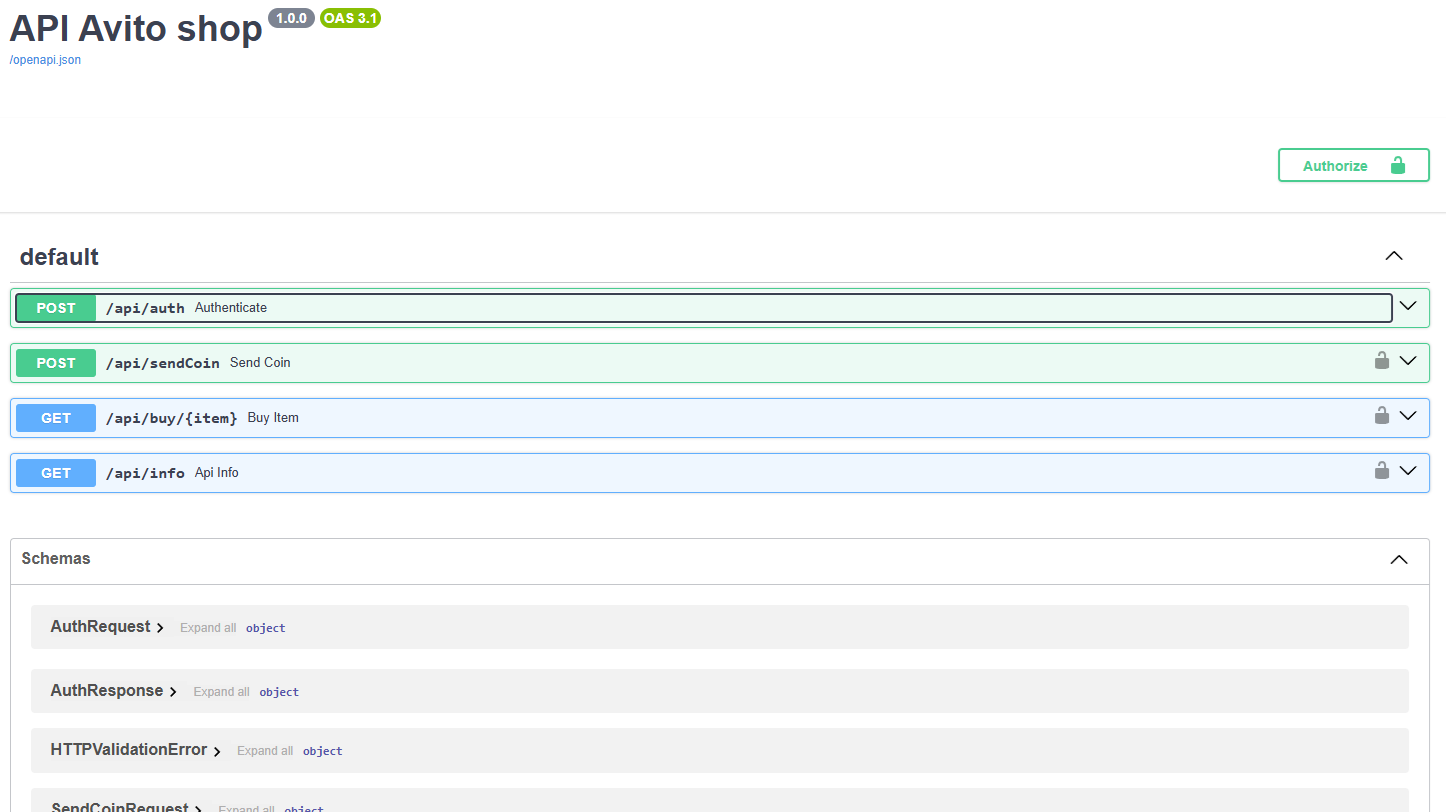 API Avito shop 1.0.0 OAS 3.1
/openapi.json
Authorize
default
POST /api/auth Authenticate
POST /api/sendCoin Send Coin
GET /api/buy/{item} Buy Item
GET /api/info Api Info
Schemas
AuthRequest Expand all object
AuthResponse Expand all object
HTTPValidationError Expand all object
SendCoinRequest Expand all object